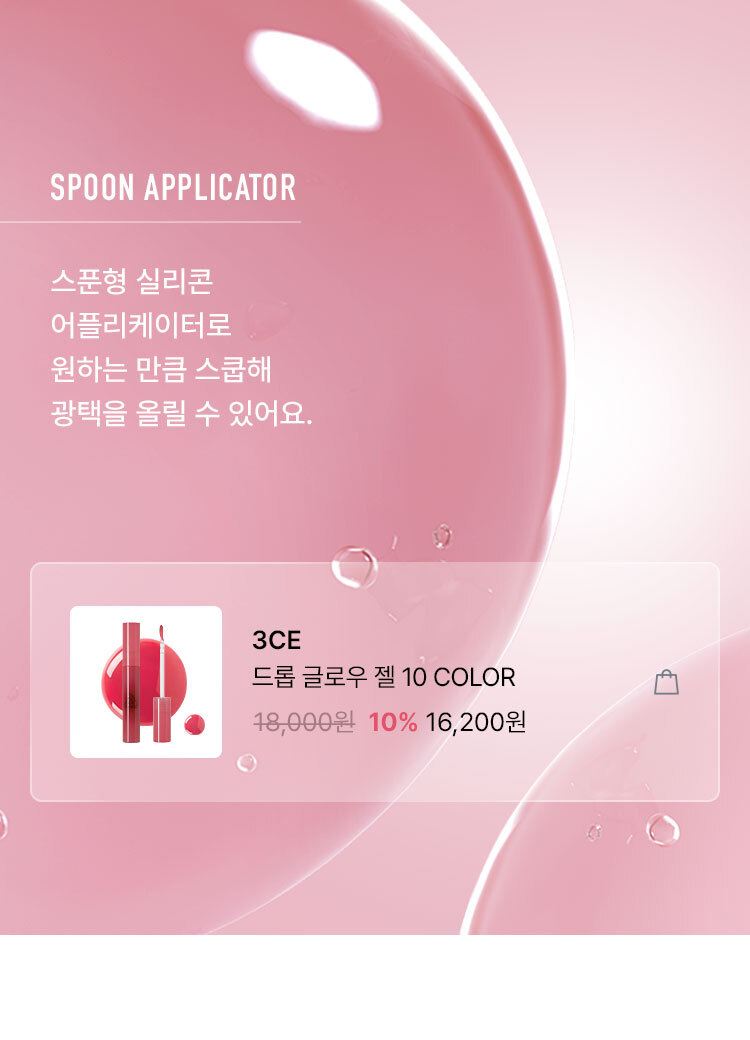 SPOON APPLICATOR
스푼형 실리콘
어플리케이터로
원하는 만큼 스쿱해
광택을 올릴 수 있어요.
3CE
드롭 글로우 젤 10 COLOR
18,000원 10% 16,200원